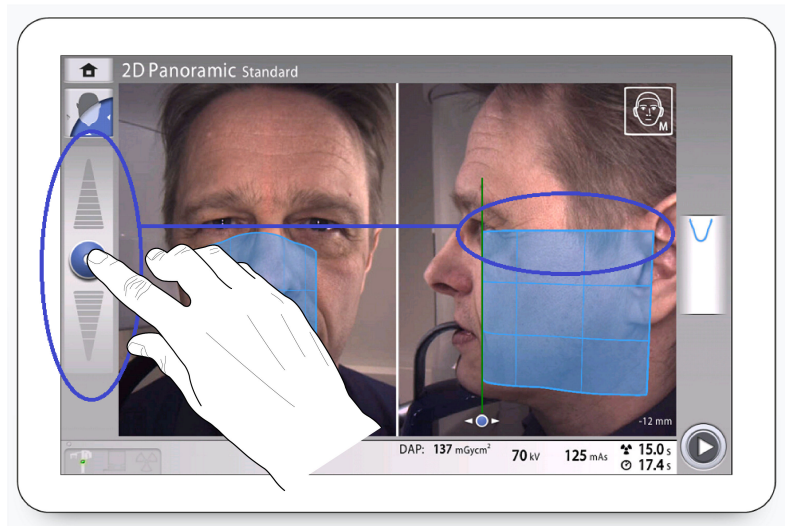 2D Panoramic Standard
M
-12 mm
DAP: 137 mGycm² 70 kV 125 mAs 15.0 s
17.4 s